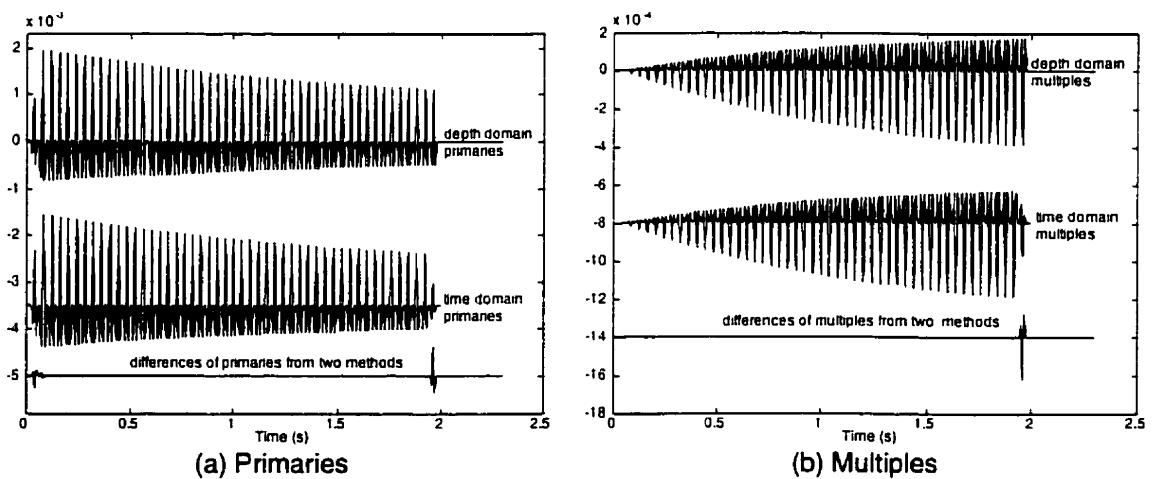 x 10^-3
2
1
0
-1
-2
-3
-4
-5
depth domain
primaries
time domain
primaries
differences of primaries from two methods
0
0.5
1
1.5
2
2.5
Time (s)
(a) Primaries
x 10^-4
2
0
-2
-4
-6
-8
-10
-12
-14
-16
-18
depth domain
multiples
time domain
multiples
differences of multiples from two methods
0
0.5
1
1.5
2
2.5
Time (s)
(b) Multiples